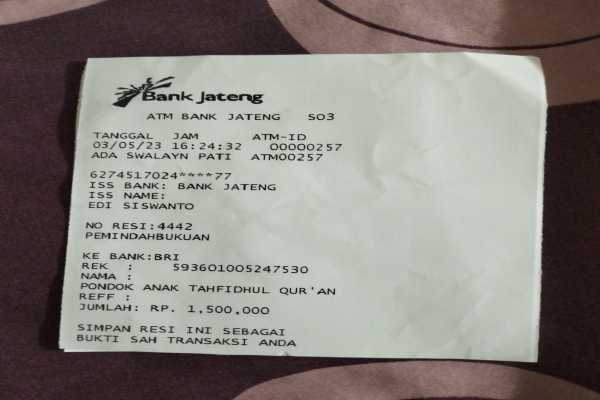 Bank Jateng
ATM BANK JATENG S03
TANGGAL JAM ATM-ID
03/05/23 16:24:32 00000257
ADA SWALAYN PATI ATM00257
6274517024****77
ISS BANK: BANK JATENG
ISS NAME:
EDI SISWANTO
NO RESI:4442
PEMINDAHBUKUAN
KE BANK:BRI
REK : 593601005247530
NAMA :
PONDOK ANAK TAHFIDHUL QUR'AN
REFF :
JUMLAH: RP. 1,500,000
SIMPAN RESI INI SEBAGAI
BUKTI SAH TRANSAKSI ANDA